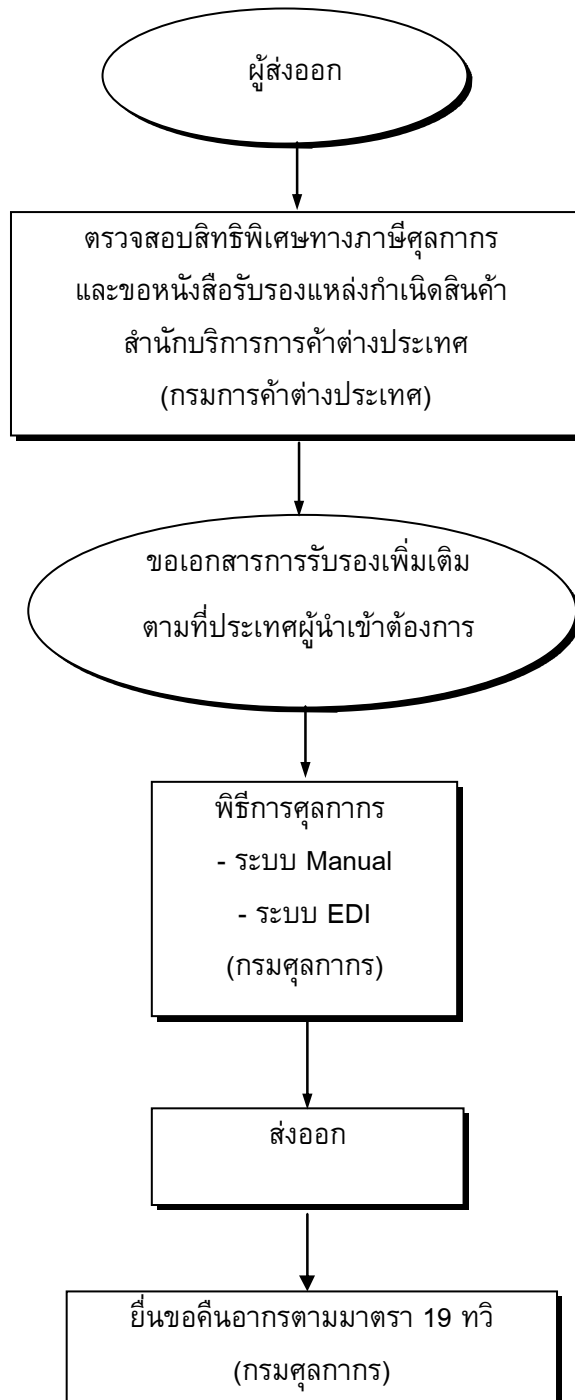 ผู้ส่งออก
ตรวจสอบสิทธิพิเศษทางภาษีศุลกากร
และขอหนังสือรับรองแหล่งกำเนิดสินค้า
สำนักบริการการค้าต่างประเทศ
(กรมการค้าต่างประเทศ)
ขอเอกสารการรับรองเพิ่มเติม
ตามที่ประเทศผู้นำเข้าต้องการ
พิธีการศุลกากร
- ระบบ Manual
- ระบบ EDI
(กรมศุลกากร)
ส่งออก
ยื่นขอคืนอากรตามมาตรา 19 ทวิ
(กรมศุลกากร)